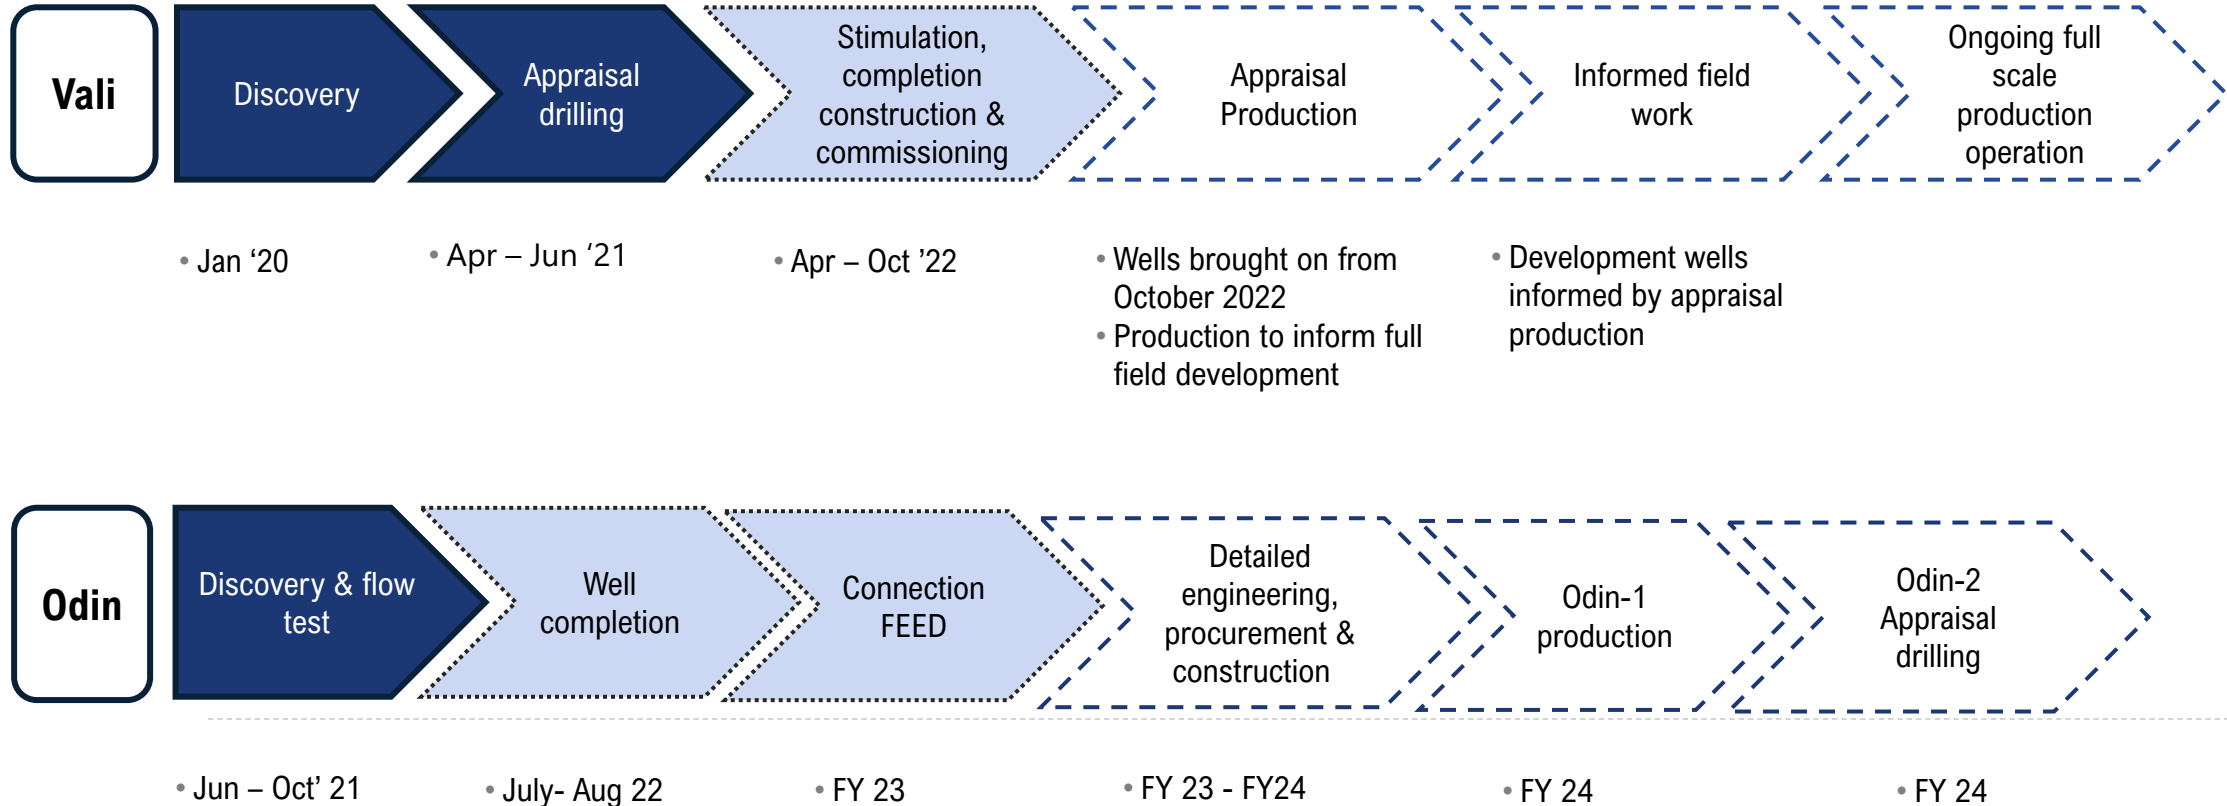 Vali
Discovery
Appraisal
drilling
Stimulation,
completion
construction &
commissioning
Appraisal
Production
Informed field
work
Ongoing full
scale
production
operation
• Jan ‘20
• Apr – Jun ‘21
• Apr – Oct ’22
• Wells brought on from
October 2022
• Production to inform full
field development
• Development wells
informed by appraisal
production
Odin
Discovery & flow
test
Well
completion
Connection
FEED
Detailed
engineering,
procurement &
construction
Odin-1
production
Odin-2
Appraisal
drilling
• Jun – Oct’ 21
• July- Aug 22
• FY 23
• FY 23 - FY24
• FY 24
• FY 24